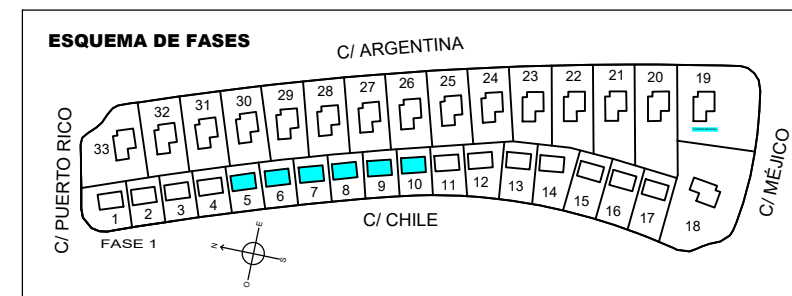 ESQUEMA DE FASES
C/ ARGENTINA
C/ PUERTO RICO
33 32 31 30 29 28 27 26 25 24 23 22 21 20 19
1 2 3 4 5 6 7 8 9 10 11 12 13 14 15 16 17 18
C/ MÉJICO
FASE 1
C/ CHILE
N E S O